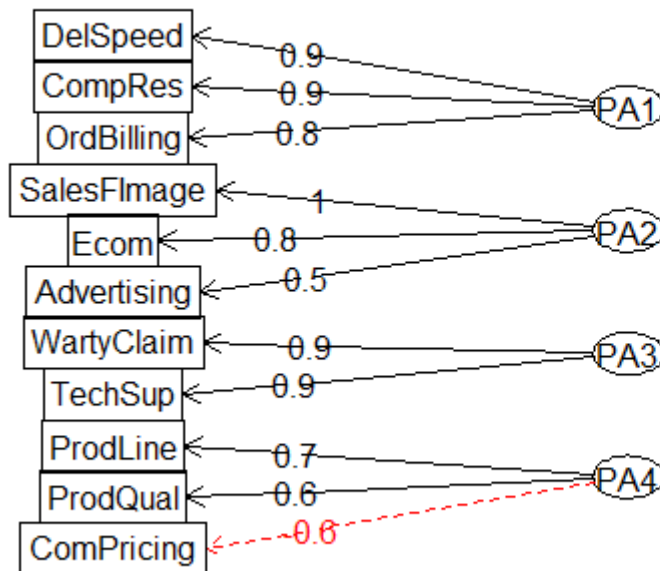 DelSpeed
0.9
CompRes
0.9
PA1
OrdBilling
0.8
SalesFImage
1
Ecom
0.8
PA2
Advertising
0.5
WartyClaim
0.9
PA3
TechSup
0.9
ProdLine
0.7
PA4
ProdQual
0.6
ComPricing
-0.6